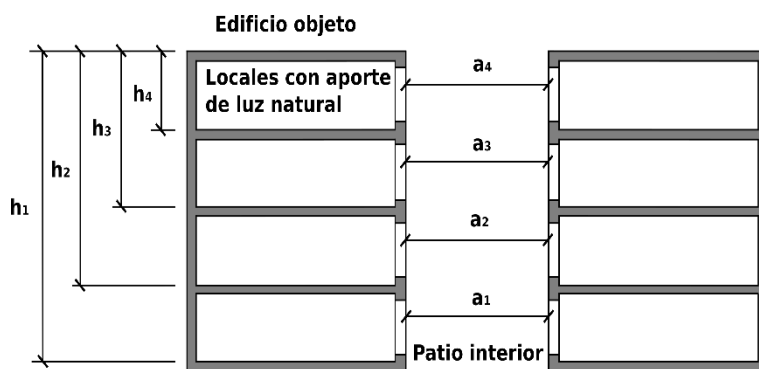 Edificio objeto
Locales con aporte
de luz natural
h4
h3
h2
h1
a4
a3
a2
a1
Patio interior